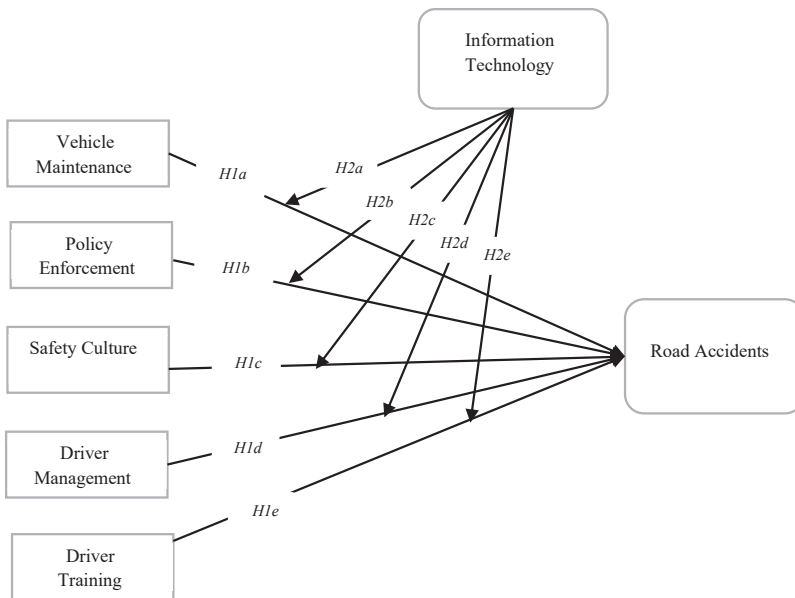 Information
Technology
Vehicle
Maintenance
H1a
H2a
H2b
H2c
H2d
H2e
Policy
Enforcement
H1b
Safety Culture
H1c
Road Accidents
Driver
Management
H1d
H1e
Driver
Training